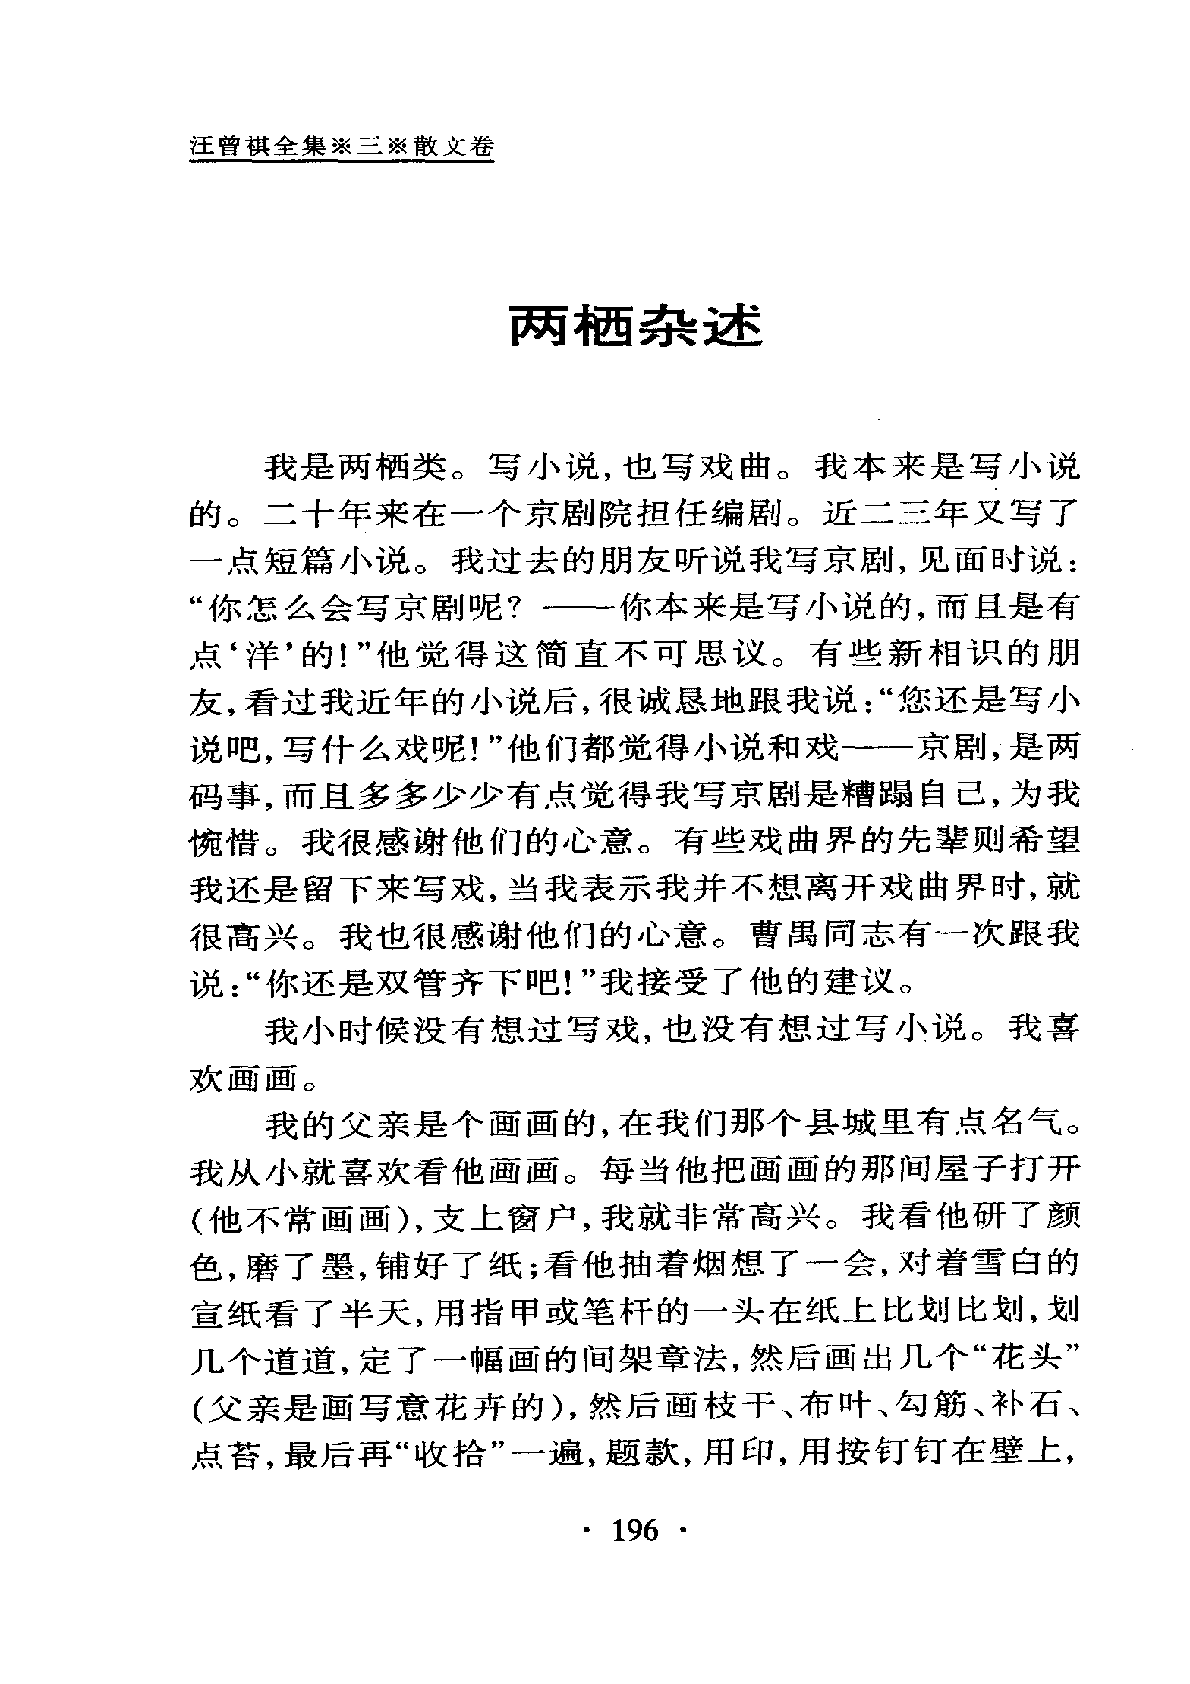 汪曾祺全集※三※散文卷
两栖杂述
我是两栖类。写小说,也写戏曲。我本来是写小说
的。二十年来在一个京剧院担任编剧。近二三年又写了
一点短篇小说。我过去的朋友听说我写京剧,见面时说:
“你怎么会写京剧呢?——你本来是写小说的,而且是有
点‘洋’的!”他觉得这简直不可思议。有些新相识的朋
友,看过我近年的小说后,很诚恳地跟我说:“您还是写小
说吧,写什么戏呢!”他们都觉得小说和戏——京剧,是两
码事,而且多多少少有点觉得我写京剧是糟蹋自己,为我
惋惜。我很感谢他们的心意。有些戏曲界的先辈则希望
我还是留下来写戏,当我表示我并不想离开戏曲界时,就
很高兴。我也很感谢他们的心意。曹禺同志有一次跟我
说:“你还是双管齐下吧!”我接受了他的建议。
我小时候没有想过写戏,也没有想过写小说。我喜
欢画画。
我的父亲是个画画的,在我们那个县城里有点名气。
我从小就喜欢看他画画。每当他把画画的那间屋子打开
(他不常画画),支上窗户,我就非常高兴。我看他研了颜
色,磨了墨,铺好了纸;看他抽着烟想了一会,对着雪白的
宣纸看了半天,用指甲或笔杆的一头在纸上比划比划,划
几个道道,定了一幅画的间架章法,然后画出几个“花头”
(父亲是画写意花卉的),然后画枝干、布叶、勾筋、补石、
点苔,最后再“收拾”一遍,题款,用印,用按钉钉在壁上,
· 196 ·